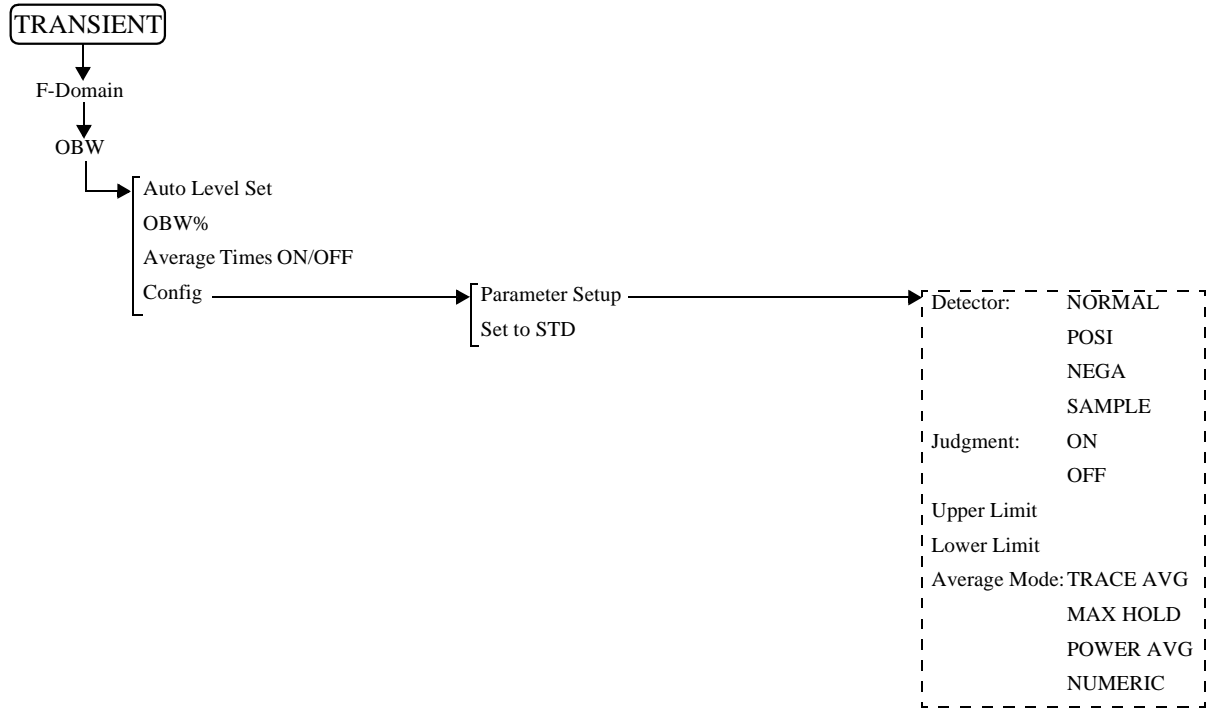 TRANSIENT
F-Domain
OBW
Auto Level Set
OBW%
Average Times ON/OFF
Config
Parameter Setup
Set to STD
Detector: NORMAL
POSI
NEGA
SAMPLE
Judgment: ON
OFF
Upper Limit
Lower Limit
Average Mode: TRACE AVG
MAX HOLD
POWER AVG
NUMERIC